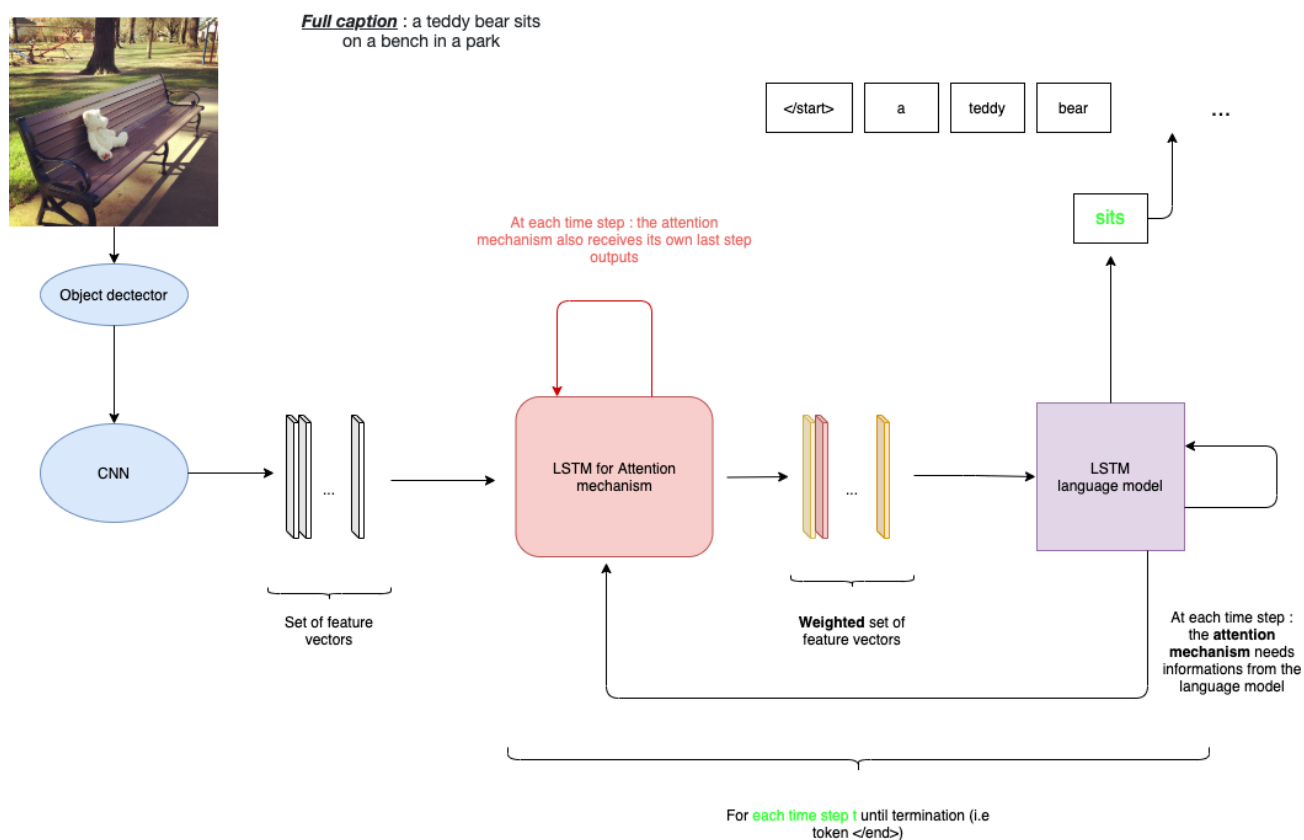 Full caption : a teddy bear sits
on a bench in a park
</start>
a
teddy
bear
...
sits
At each time step : the attention
mechanism also receives its own last step
outputs
Object dectector
CNN
...
LSTM for Attention
mechanism
...
LSTM
language model
Set of feature
vectors
Weighted set of
feature vectors
At each time step :
the attention
mechanism needs
informations from the
language model
For each time step t until termination (i.e
token </end>)